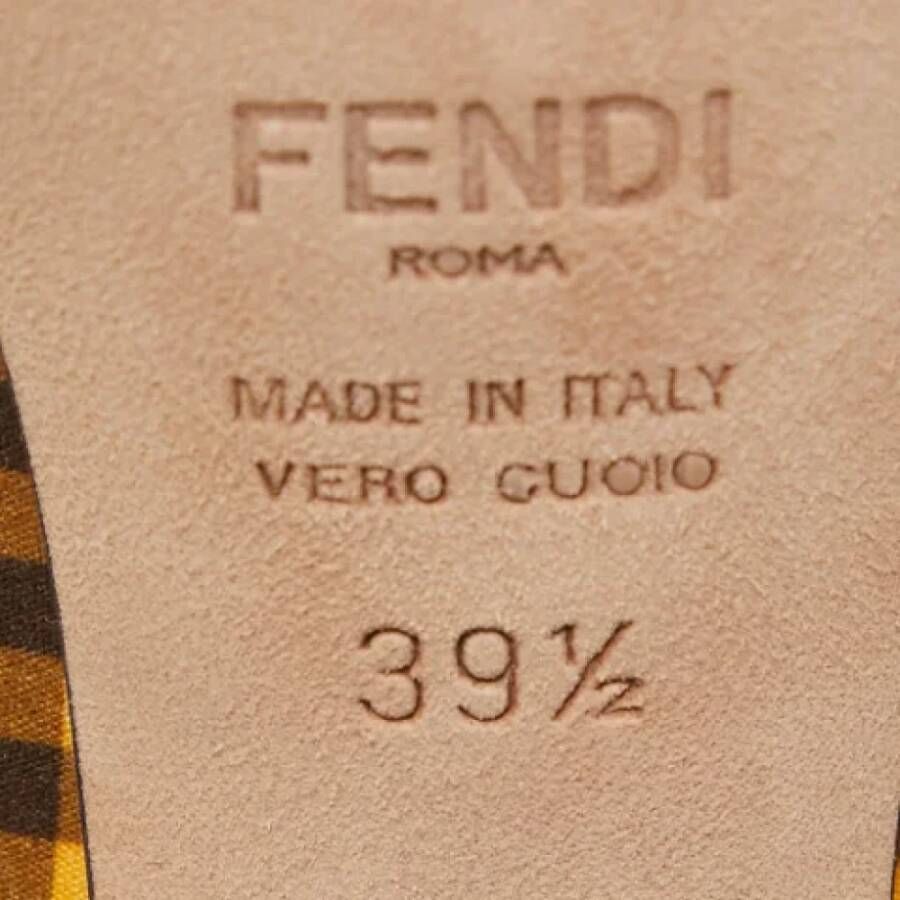 FENDI
ROMA
MADE IN ITALY
VERO CUOIO
39½